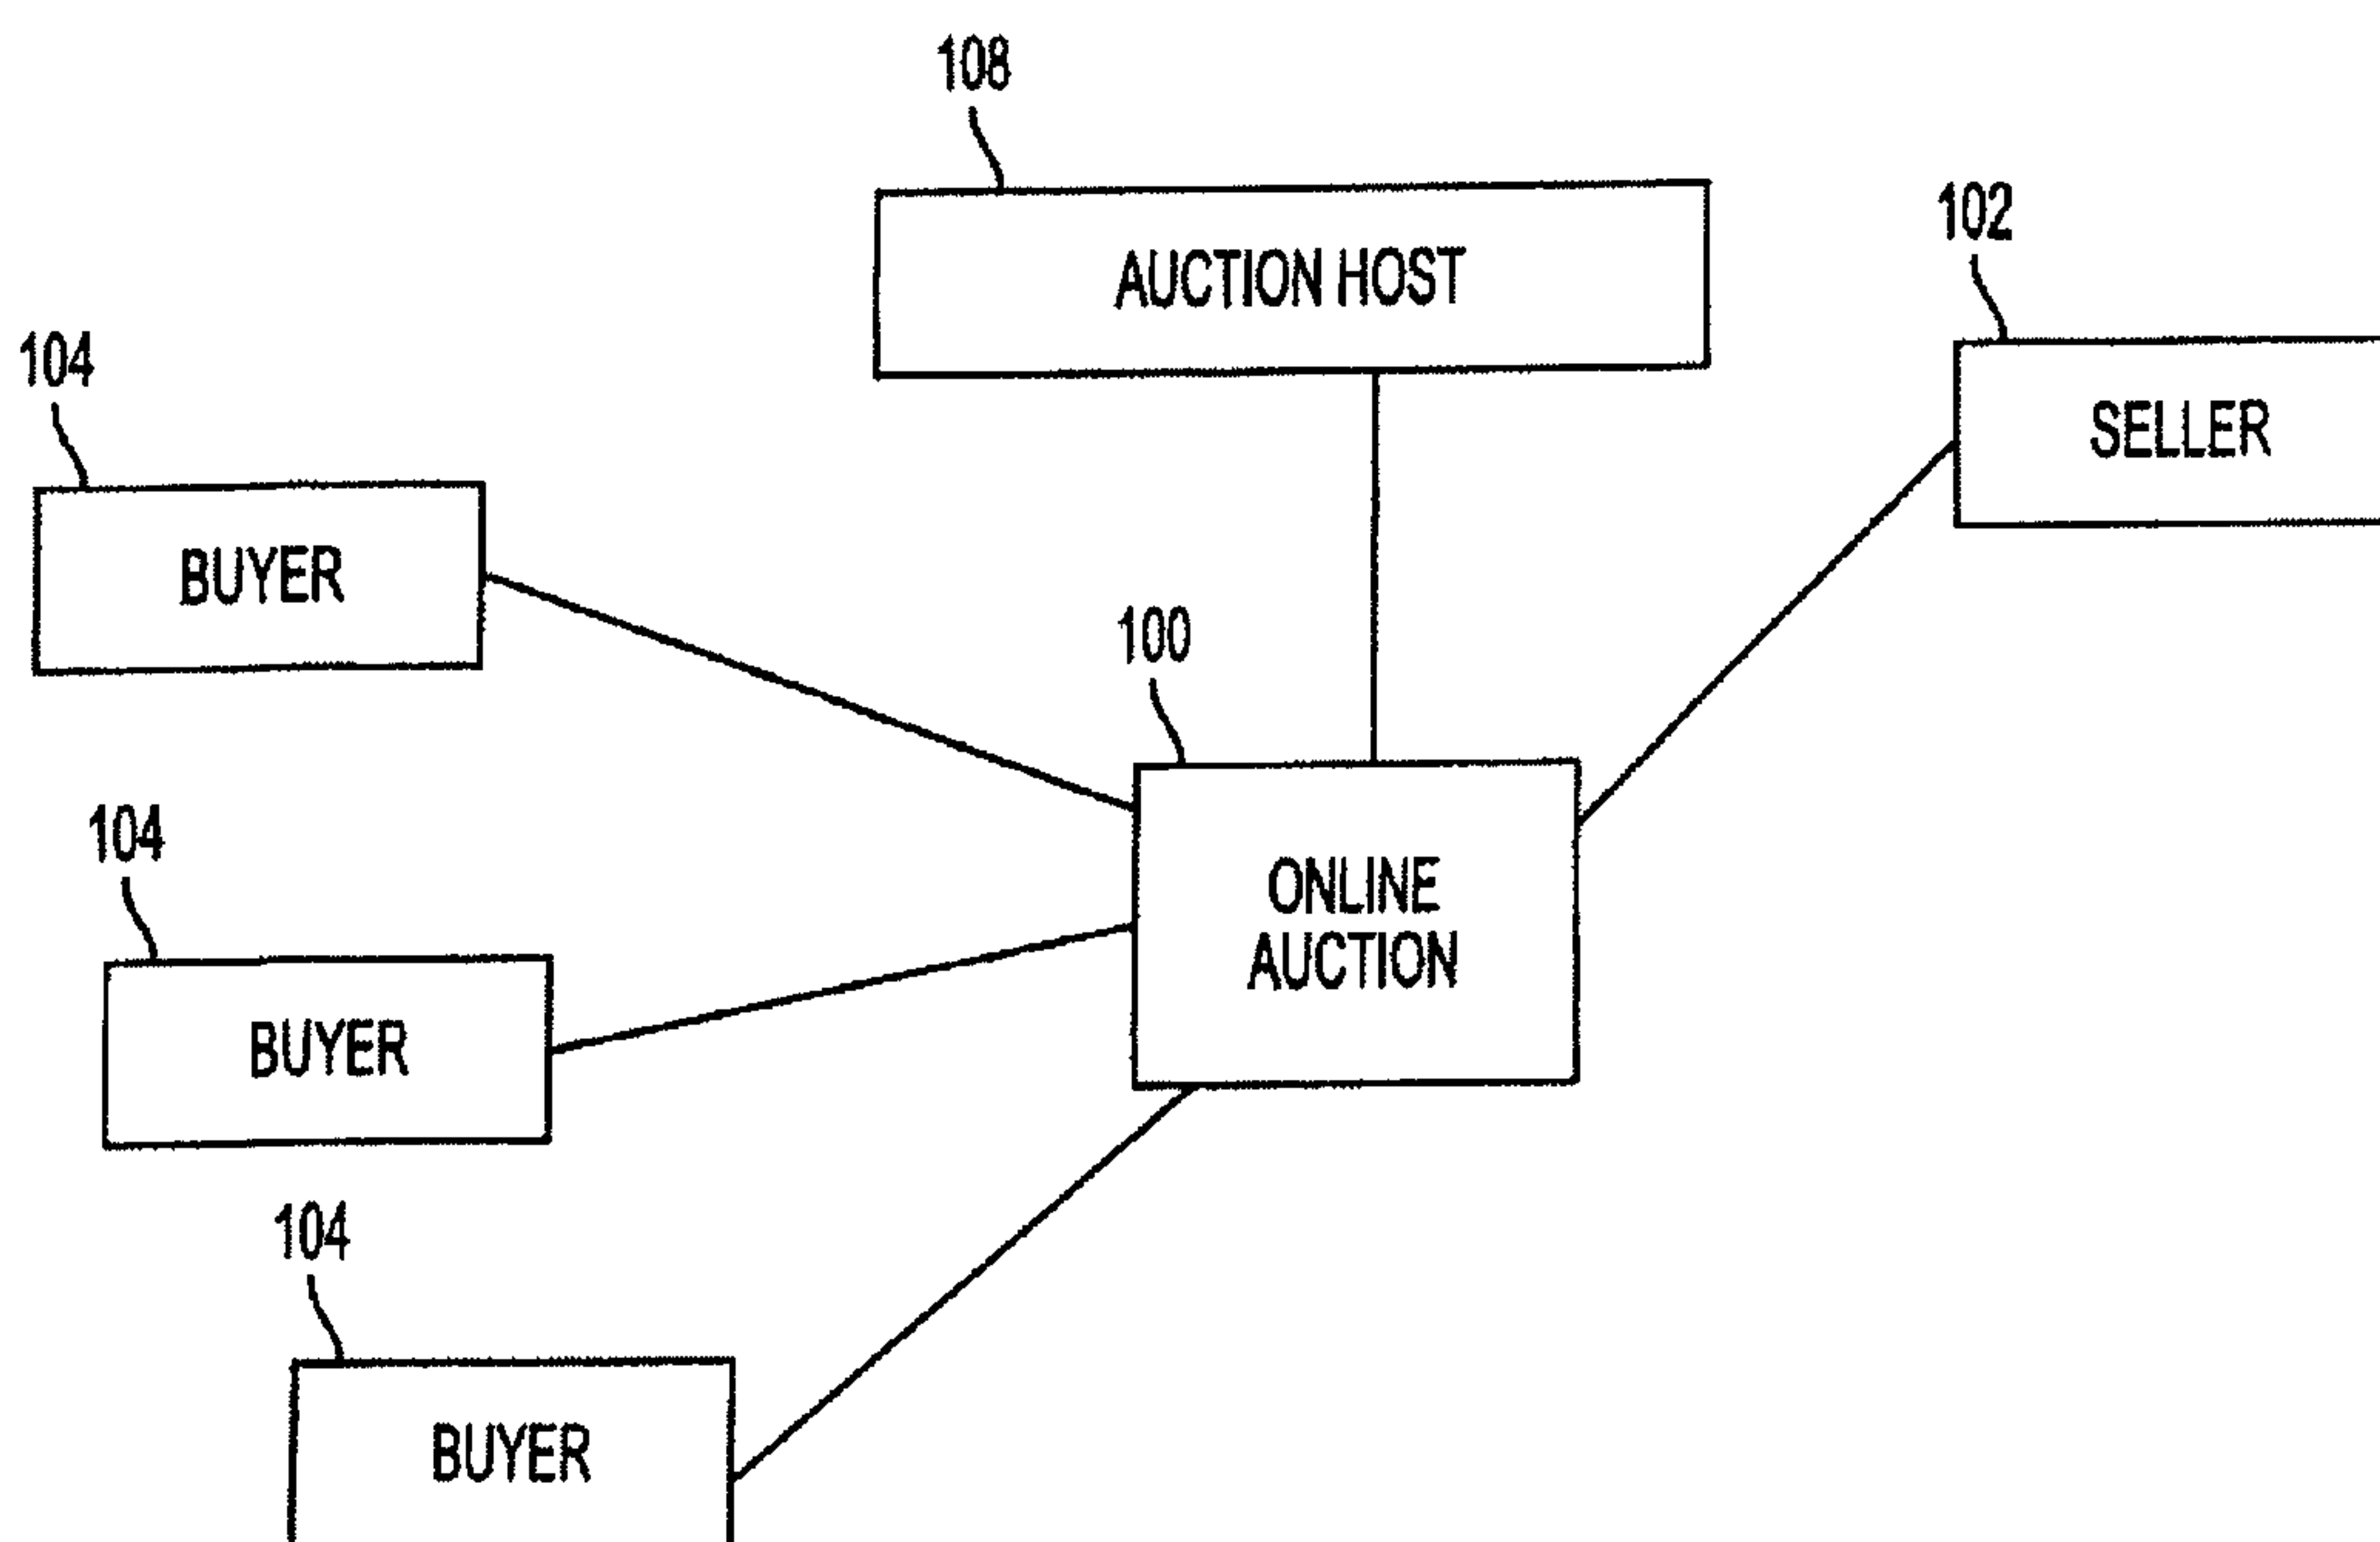 108
AUCTION HOST
102
SELLER
104
BUYER
100
ONLINE
AUCTION
104
BUYER
104
BUYER